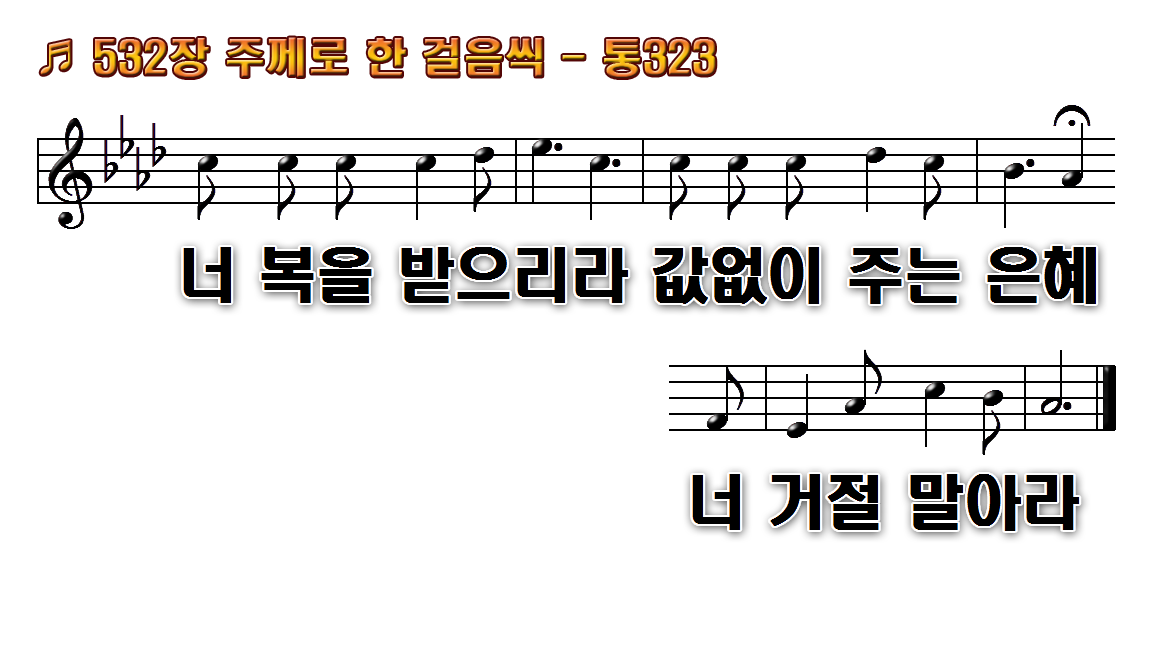 532장 주께로 한 걸음씩 - 통323
너 복을 받으리라 값없이 주는 은혜
너 거절 말아라